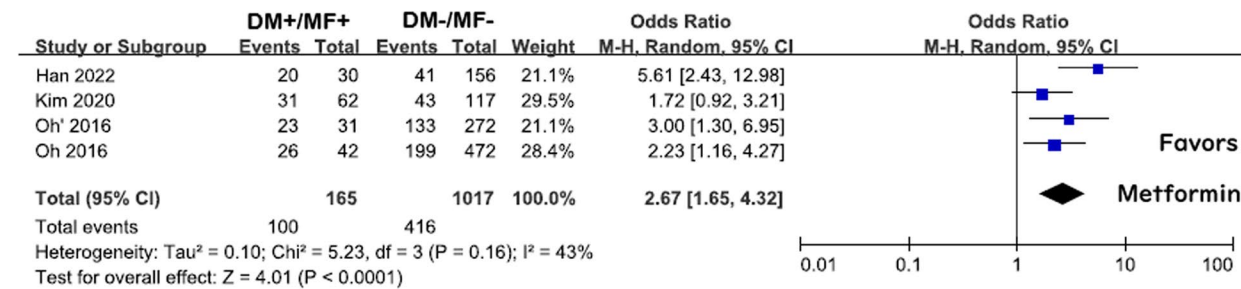 DM+/MF+ DM-/MF- Odds Ratio Odds Ratio
Study or Subgroup Events Total Events Total Weight M-H. Random. 95% CI M-H. Random. 95% CI
Han 2022 20 30 41 156 21.1% 5.61 [2.43, 12.98]
Kim 2020 31 62 43 117 29.5% 1.72 [0.92, 3.21]
Oh' 2016 23 31 133 272 21.1% 3.00 [1.30, 6.95]
Oh 2016 26 42 199 472 28.4% 2.23 [1.16, 4.27]
Favors
Total (95% CI) 165 1017 100.0% 2.67 [1.65, 4.32]
Metformin
Total events 100 416
Heterogeneity: Tau² = 0.10; Chi² = 5.23, df = 3 (P = 0.16); I² = 43%
Test for overall effect: Z = 4.01 (P < 0.0001)
0.01 0.1 1 10 100